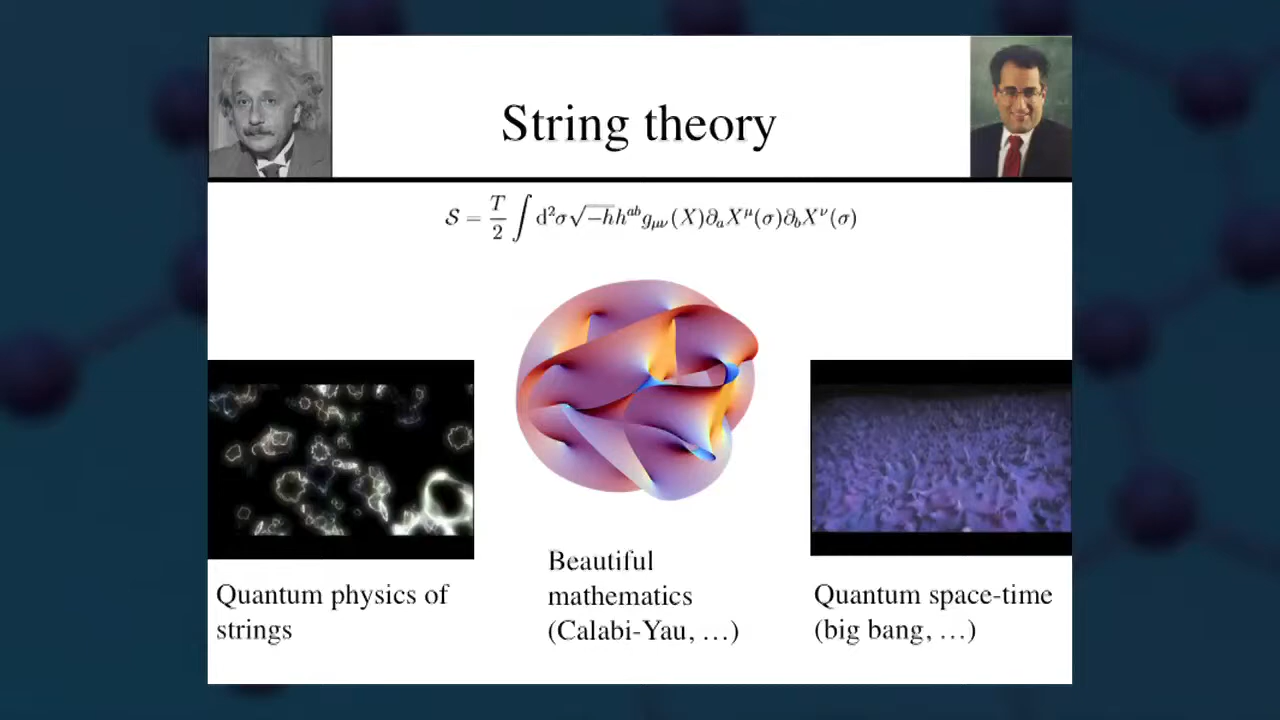 String theory
𝒮 = T/2 ∫ d²σ√−h h^{ab} g_{μν}(X)∂_a X^μ(σ)∂_b X^ν(σ)
Quantum physics of
strings
Beautiful
mathematics
(Calabi-Yau, …)
Quantum space-time
(big bang, …)